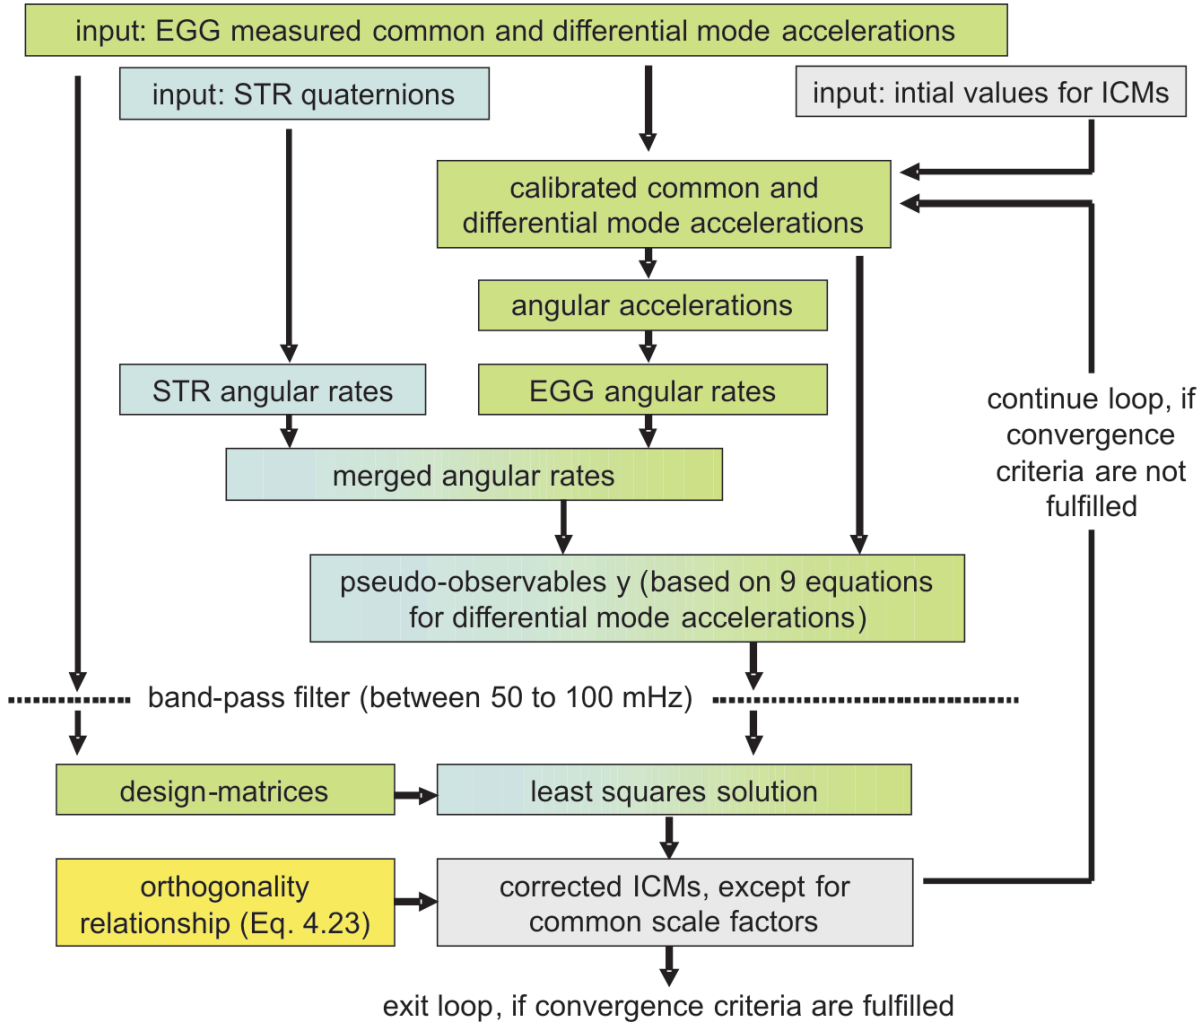 input: EGG measured common and differential mode accelerations
input: STR quaternions
input: intial values for ICMs
calibrated common and
differential mode accelerations
angular accelerations
STR angular rates
EGG angular rates
continue loop, if
convergence
criteria are not
fulfilled
merged angular rates
pseudo-observables y (based on 9 equations
for differential mode accelerations)
band-pass filter (between 50 to 100 mHz)
design-matrices
least squares solution
orthogonality
relationship (Eq. 4.23)
corrected ICMs, except for
common scale factors
exit loop, if convergence criteria are fulfilled